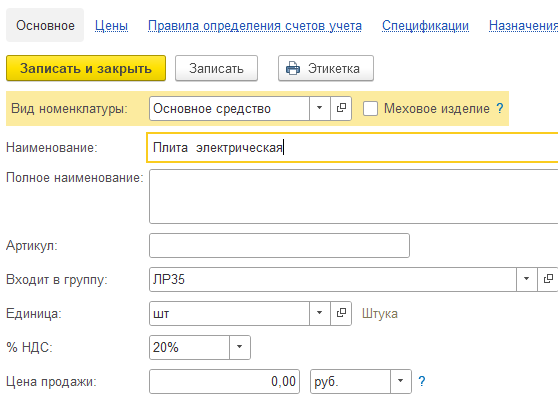 Основное Цены Правила определения счетов учета Спецификации Назначения
Записать и закрыть Записать Этикетка
Вид номенклатуры: Основное средство Меховое изделие ?
Наименование: Плита  электрическая
Полное наименование:
Артикул:
Входит в группу: ЛР35
Единица: шт Штука
% НДС: 20%
Цена продажи: 0,00 руб. ?